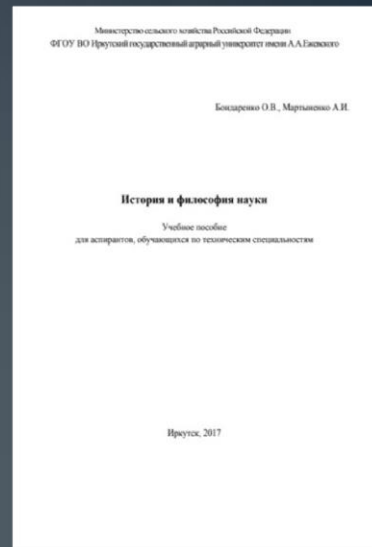 Министерство сельского хозяйства Российской Федерации
ФГОУ ВО Иркутский государственный аграрный университет имени А.А.Ежевского
Бондаренко О.В., Мартыненко А.И.
История и философия науки
Учебное пособие
для аспирантов, обучающихся по техническим специальностям
Иркутск, 2017